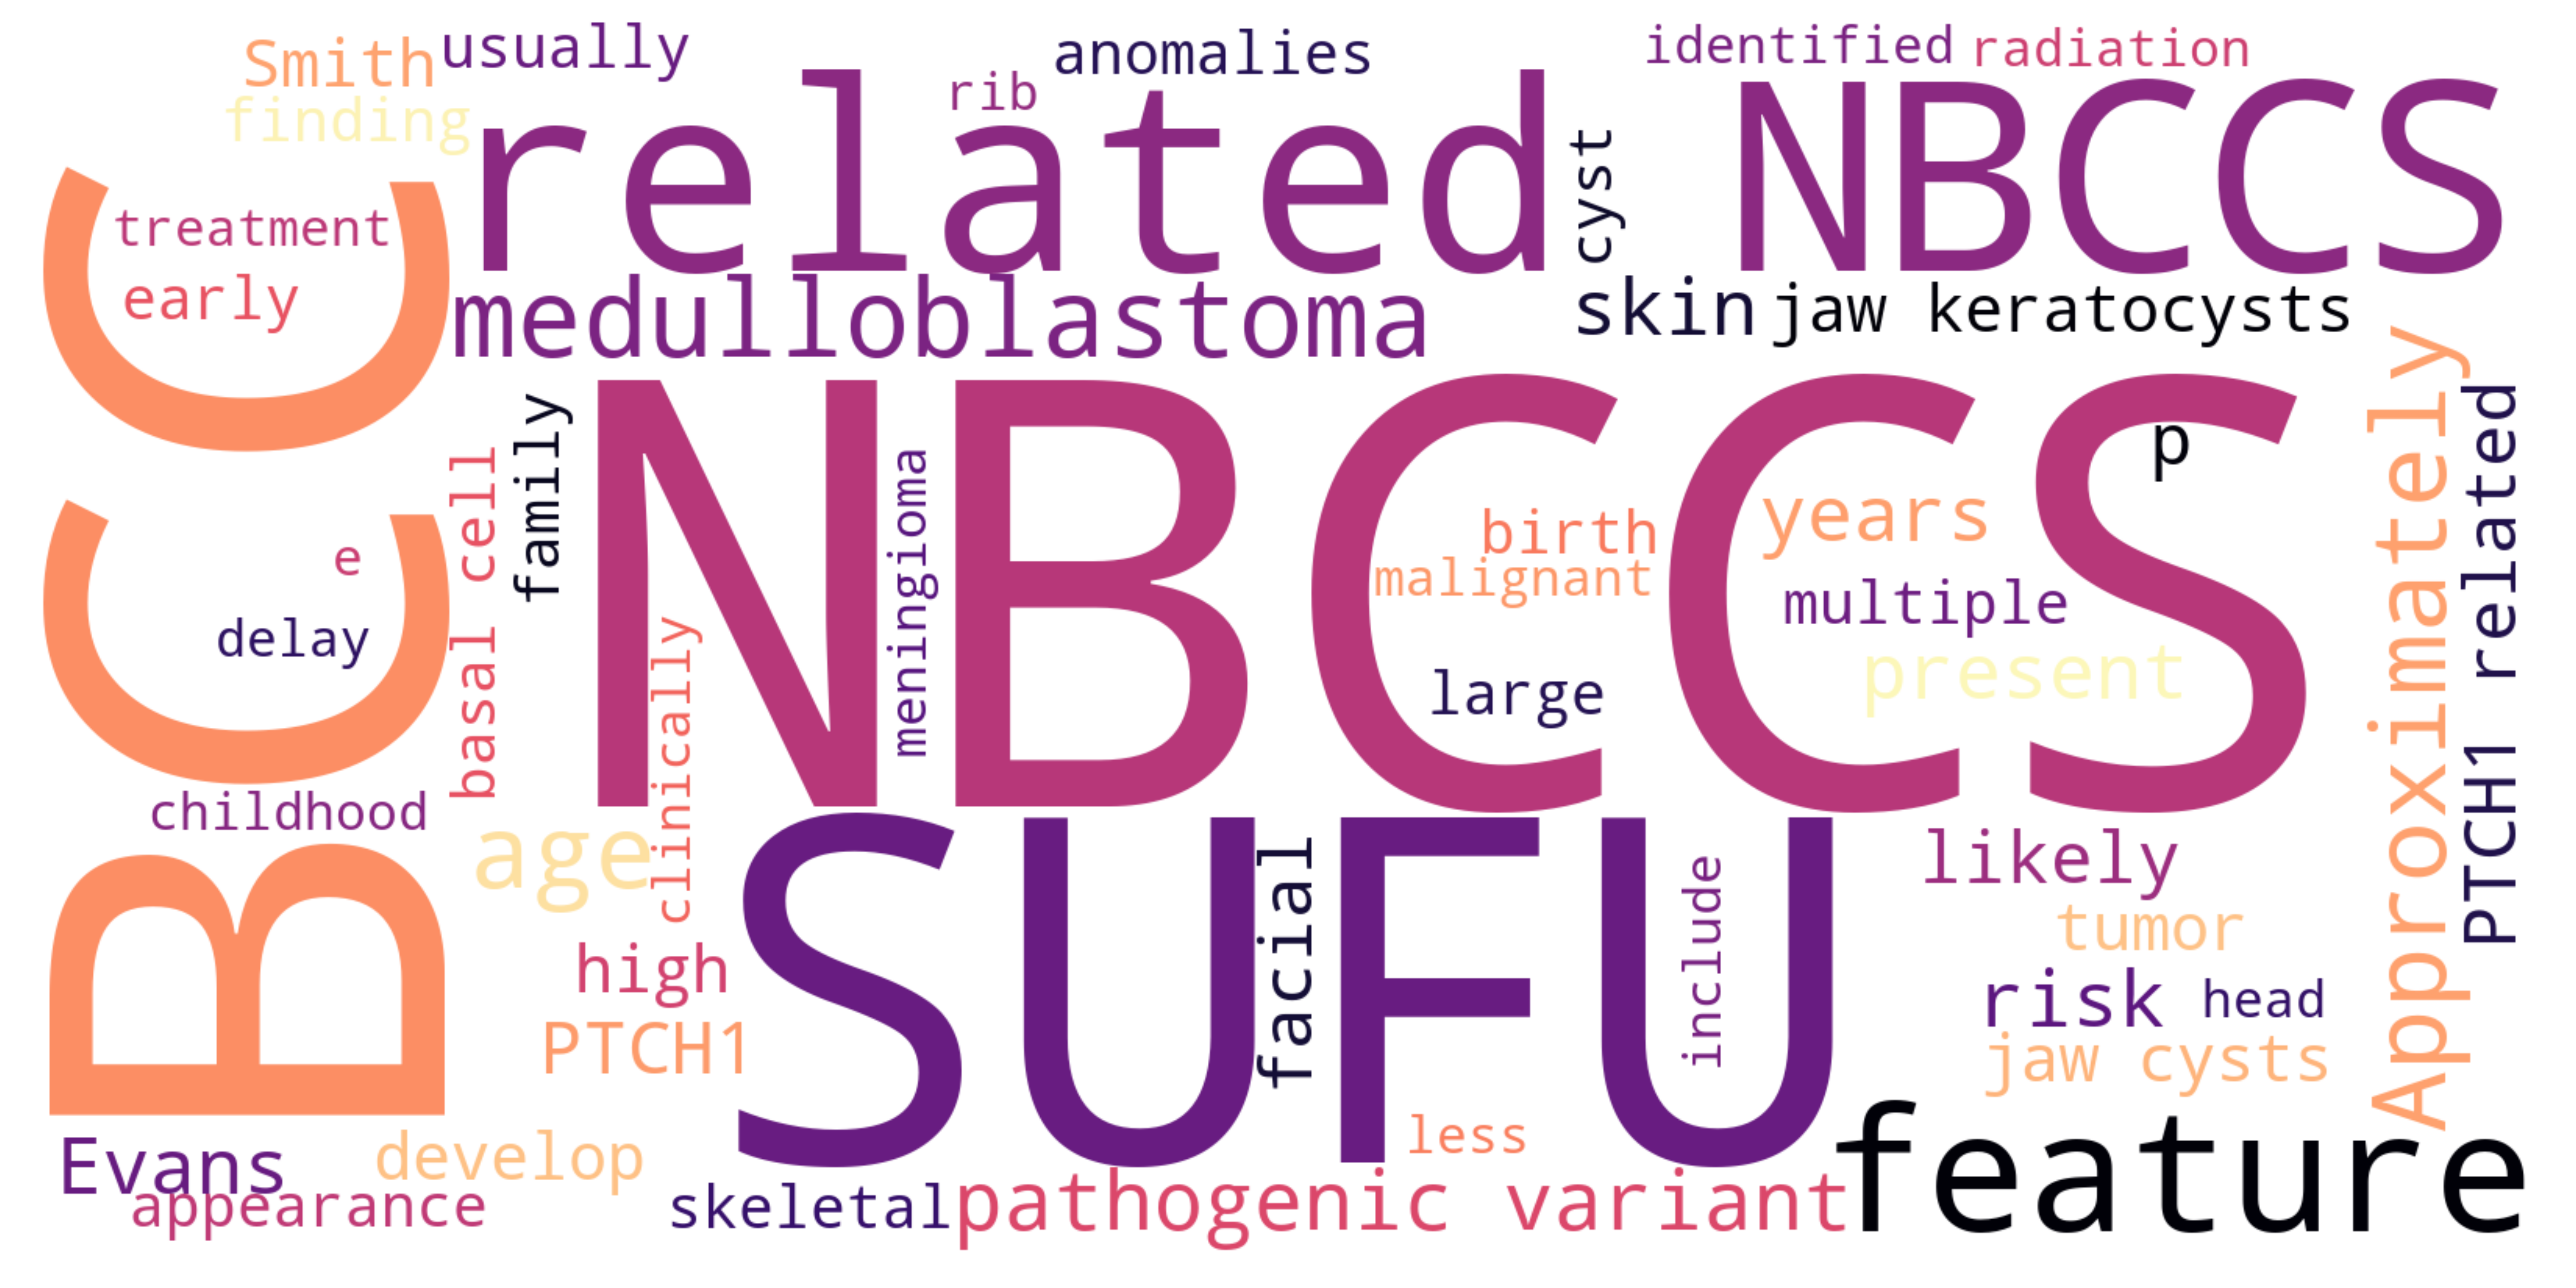 Smith
usually
anomalies
identified
radiation
finding
rib
related
cyst
NBCCS
treatment
early
medulloblastoma
skin
jaw keratocysts
BCC
basal cell
family
NBCCS
meningioma
p
birth
years
malignant
multiple
present
large
e
delay
clinically
Approximately
PTCH1 related
childhood
age
SUFU
facial
include
likely
tumor
high
risk
head
PTCH1
jaw cysts
less
feature
Evans
develop
appearance
skeletal
pathogenic variant